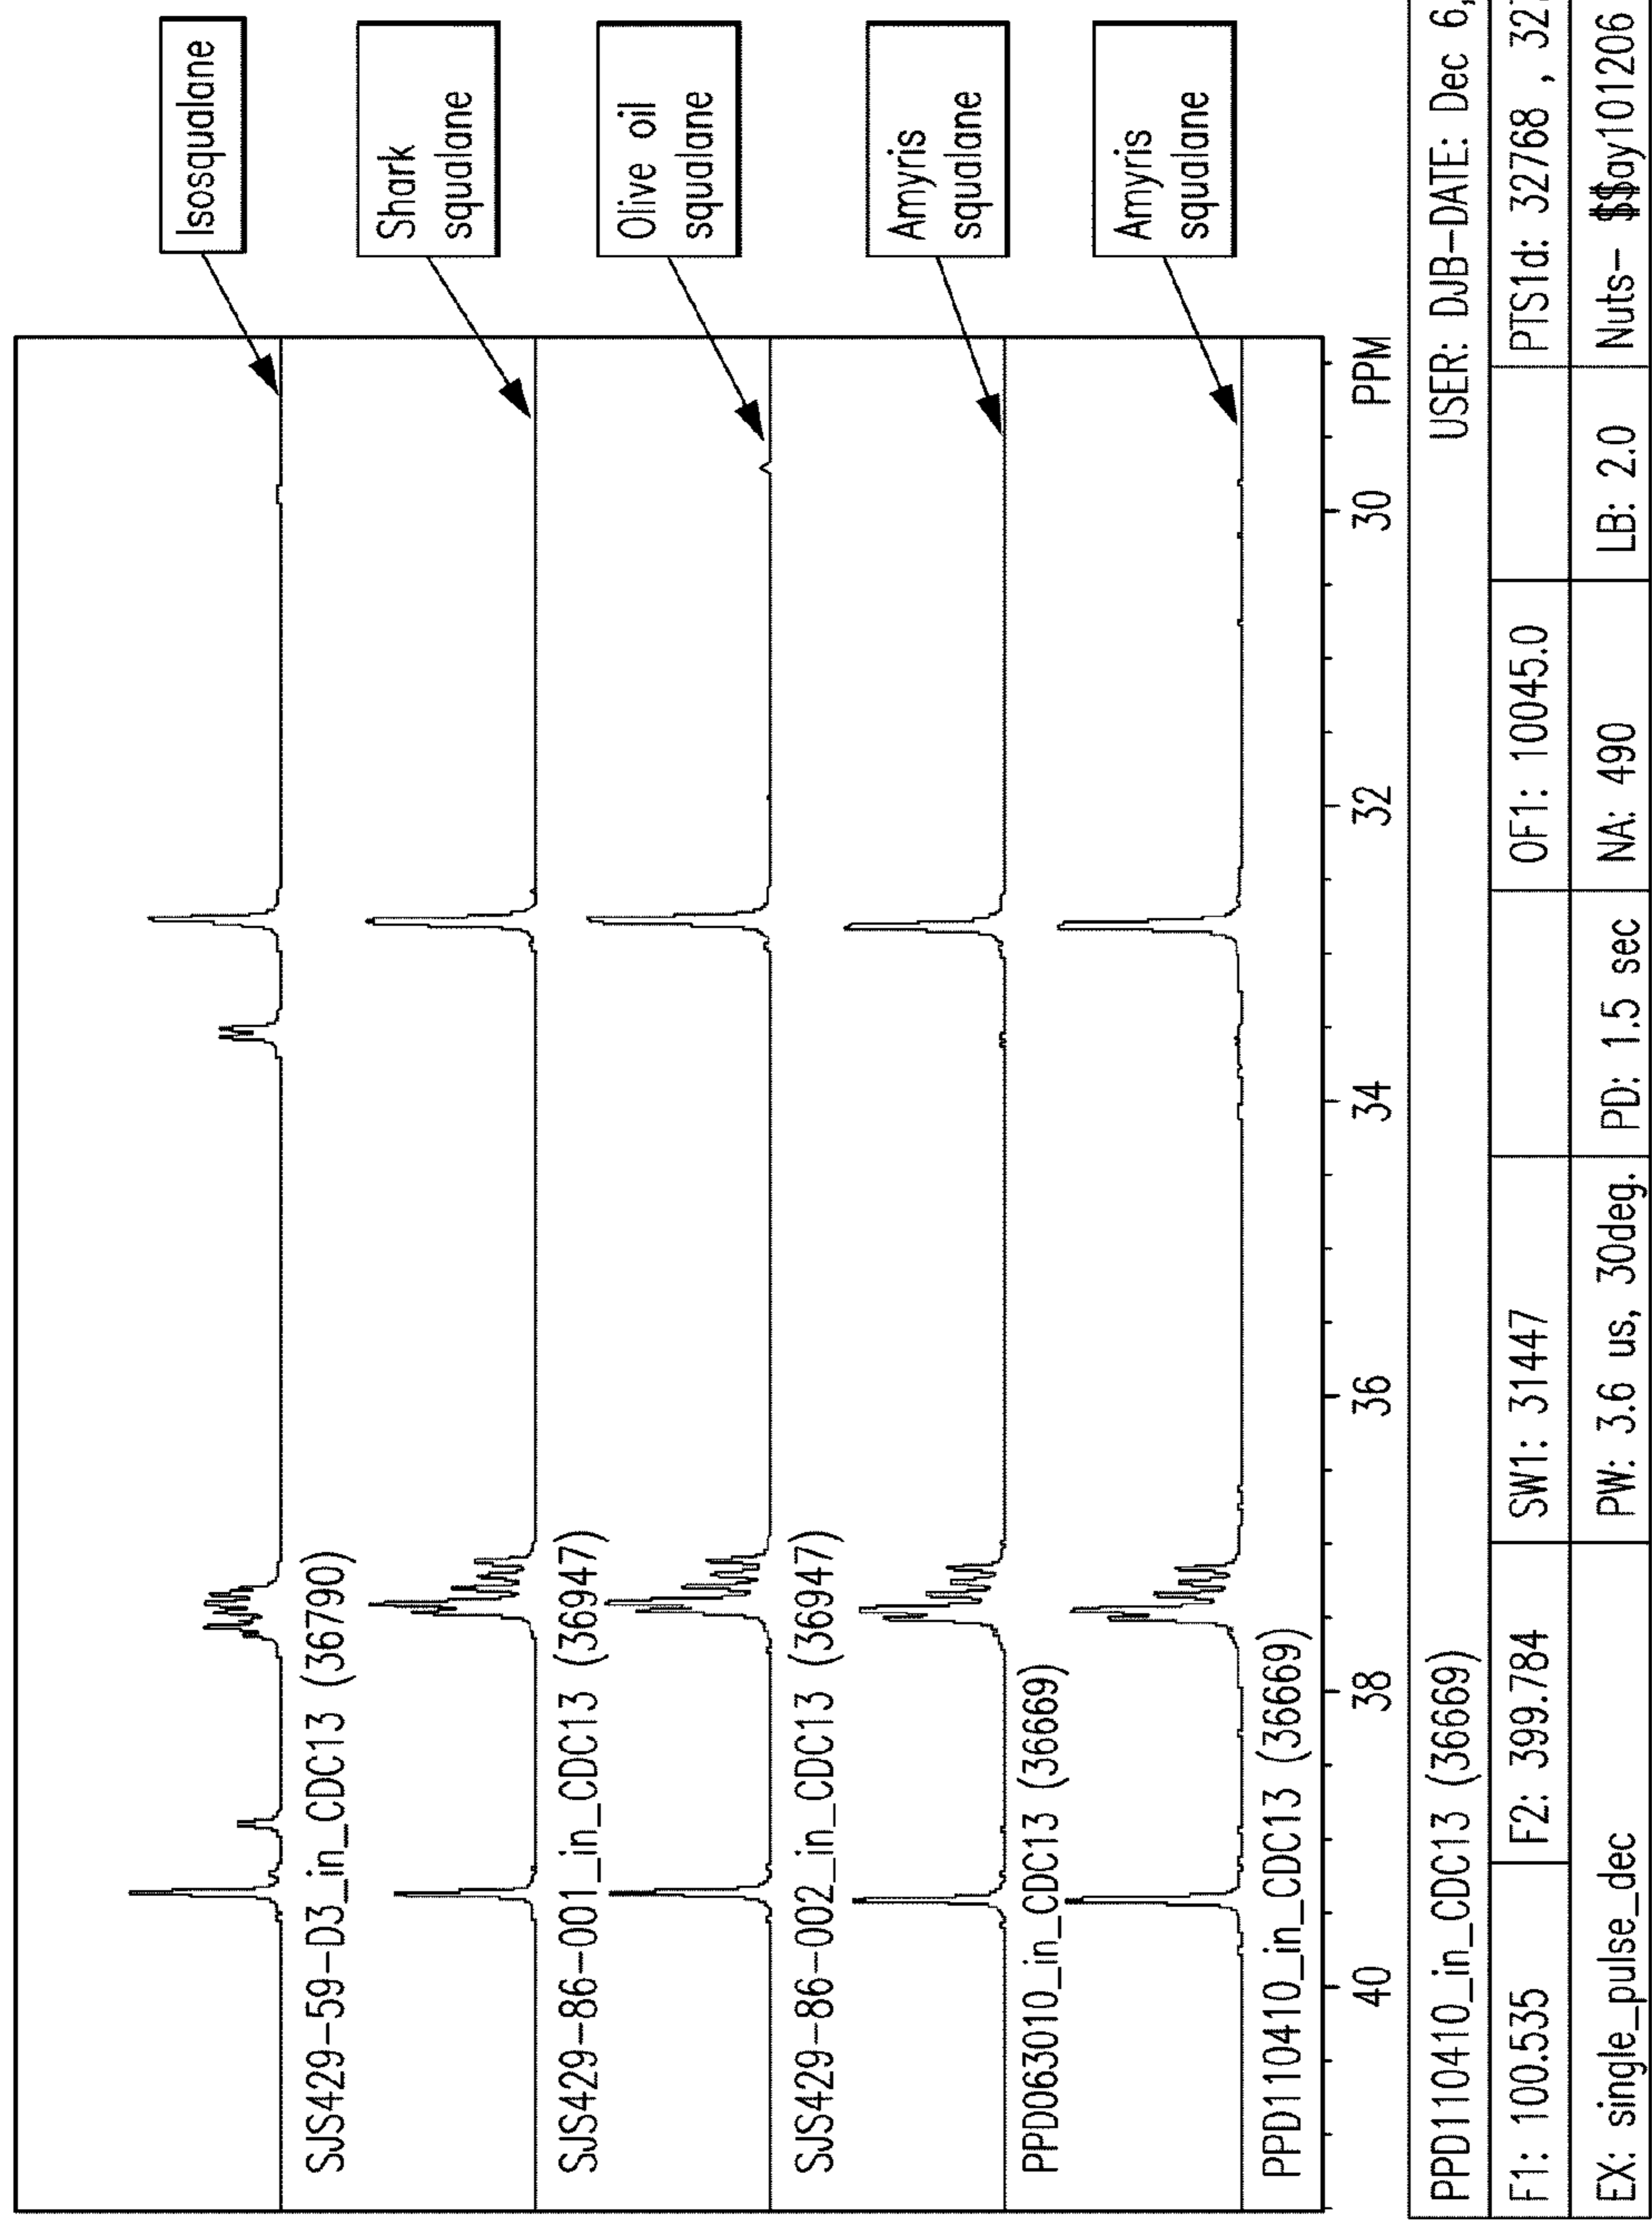 Isosqualane
SJS429-59-D3_in_CDC13 (36790)
Shark
squalane
SJS429-86-001_in_CDC13 (36947)
Olive oil
squalane
SJS429-86-002_in_CDC13 (36947)
Amyris
squalane
PPD063010_in_CDC13 (36669)
Amyris
squalane
PPD110410_in_CDC13 (36669)
40 38 36 34 32 30 PPM
PPD110410_in_CDC13 (36669) USER: DJB-DATE: Dec 6,
F1: 100.535 F2: 399.784 SW1: 31447 OF1: 10045.0 PTS1d: 32768 ,
EX: single_pulse_dec PW: 3.6 us, 30deg. PD: 1.5 sec NA: 490 LB: 2.0 Nuts- $$ay101206